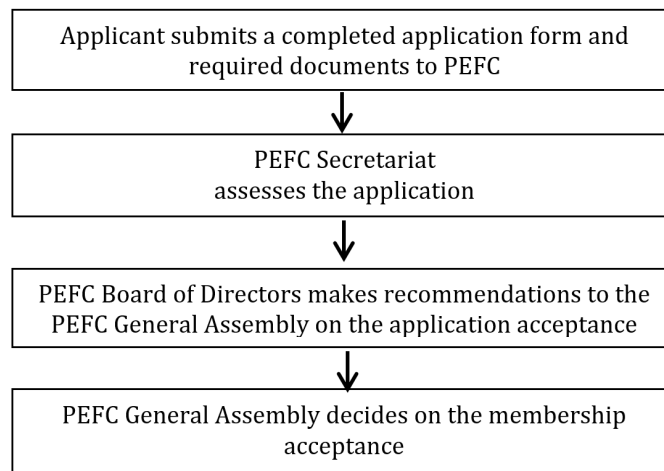 Applicant submits a completed application form and
required documents to PEFC
PEFC Secretariat
assesses the application
PEFC Board of Directors makes recommendations to the
PEFC General Assembly on the application acceptance
PEFC General Assembly decides on the membership
acceptance